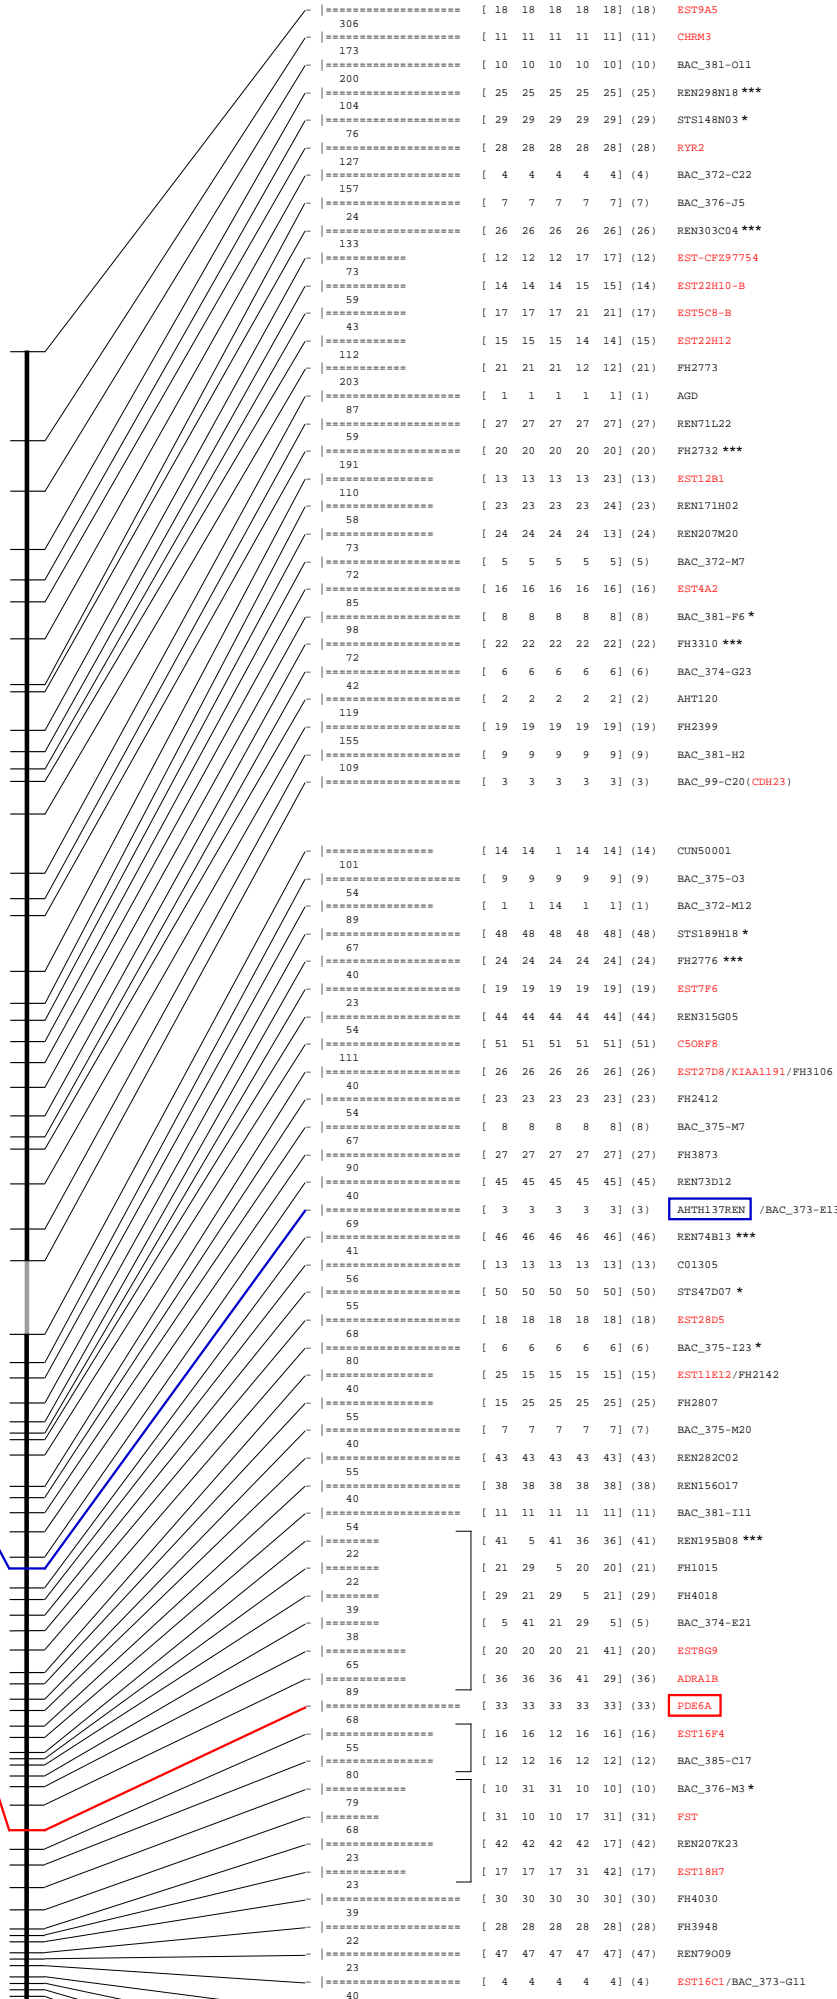 |=================== [ 18 18 18 18 18] (18) EST9A5
306
|=================== [ 11 11 11 11 11] (11) CHRM3
173
|=================== [ 10 10 10 10 10] (10) BAC_381-O11
200
|=================== [ 25 25 25 25 25] (25) REN298N18 ***
104
|=================== [ 29 29 29 29 29] (29) STS148N03 *
76
|=================== [ 28 28 28 28 28] (28) RYR2
127
|=================== [ 4 4 4 4 4] (4) BAC_372-C22
157
|=================== [ 7 7 7 7 7] (7) BAC_376-J5
24
|=================== [ 26 26 26 26 26] (26) REN303C04 ***
133
|=========== [ 12 12 12 17 17] (12) EST-CFZ97754
73
|=========== [ 14 14 14 15 15] (14) EST22H10-B
59
|=========== [ 17 17 17 21 21] (17) EST5C8-B
43
|=========== [ 15 15 15 14 14] (15) EST22H12
112
|=========== [ 21 21 21 12 12] (21) FH2773
203
|=================== [ 1 1 1 1 1] (1) AGD
87
|=================== [ 27 27 27 27 27] (27) REN71L22
59
|=================== [ 20 20 20 20 20] (20) FH2732 ***
191
|=============== [ 13 13 13 13 23] (13) EST12B1
110
|=============== [ 23 23 23 23 24] (23) REN171H02
58
|=============== [ 24 24 24 24 13] (24) REN207M20
73
|=================== [ 5 5 5 5 5] (5) BAC_372-M7
72
|=================== [ 16 16 16 16 16] (16) EST4A2
85
|=================== [ 8 8 8 8 8] (8) BAC_381-F6 *
98
|=================== [ 22 22 22 22 22] (22) FH3310 ***
72
|=================== [ 6 6 6 6 6] (6) BAC_374-G23
42
|=================== [ 2 2 2 2 2] (2) AHT120
119
|=================== [ 19 19 19 19 19] (19) FH2399
155
|=================== [ 9 9 9 9 9] (9) BAC_381-H2
109
|=================== [ 3 3 3 3 3] (3) BAC_99-C20(CDH23)
|=============== [ 14 14 1 14 14] (14) CUN50001
101
|=================== [ 9 9 9 9 9] (9) BAC_375-O3
54
|=============== [ 1 1 14 1 1] (1) BAC_372-M12
89
|=================== [ 48 48 48 48 48] (48) STS189H18 *
67
|=================== [ 24 24 24 24 24] (24) FH2776 ***
40
|=================== [ 19 19 19 19 19] (19) EST7F6
23
|=================== [ 44 44 44 44 44] (44) REN315G05
54
|=================== [ 51 51 51 51 51] (51) C5ORF8
111
|=================== [ 26 26 26 26 26] (26) EST27D8/KIAA1191/FH3106
40
|=================== [ 23 23 23 23 23] (23) FH2412
54
|=================== [ 8 8 8 8 8] (8) BAC_375-M7
67
|=================== [ 27 27 27 27 27] (27) FH3873
90
|=================== [ 45 45 45 45 45] (45) REN73D12
40
|=================== [ 3 3 3 3 3] (3) AHTH137REN /BAC_373-E13
69
|=================== [ 46 46 46 46 46] (46) REN74B13 ***
41
|=================== [ 13 13 13 13 13] (13) C01305
56
|=================== [ 50 50 50 50 50] (50) STS47D07 *
55
|=================== [ 18 18 18 18 18] (18) EST28D5
68
|=================== [ 6 6 6 6 6] (6) BAC_375-I23 *
80
|=============== [ 25 15 15 15 15] (15) EST11E12/FH2142
40
|=============== [ 15 25 25 25 25] (25) FH2807
55
|=================== [ 7 7 7 7 7] (7) BAC_375-M20
40
|=================== [ 43 43 43 43 43] (43) REN282C02
55
|=================== [ 38 38 38 38 38] (38) REN156O17
40
|=================== [ 11 11 11 11 11] (11) BAC_381-I11
54
|======= [ 41 5 41 36 36] (41) REN195B08 ***
22
|======= [ 21 29 5 20 20] (21) FH1015
22
|======= [ 29 21 29 5 21] (29) FH4018
39
|======= [ 5 41 21 29 5] (5) BAC_374-E21
38
|=========== [ 20 20 20 21 41] (20) EST8G9
65
|=========== [ 36 36 36 41 29] (36) ADRA1B
89
|=================== [ 33 33 33 33 33] (33) PDE6A
68
|=============== [ 16 16 12 16 16] (16) EST16F4
55
|=============== [ 12 12 16 12 12] (12) BAC_385-C17
80
|=========== [ 10 31 31 10 10] (10) BAC_376-M3 *
79
|======= [ 31 10 10 17 31] (31) FST
68
|=============== [ 42 42 42 42 17] (42) REN207K23
23
|=========== [ 17 17 17 31 42] (17) EST18H7
23
|=================== [ 30 30 30 30 30] (30) FH4030
39
|=================== [ 28 28 28 28 28] (28) FH3948
22
|=================== [ 47 47 47 47 47] (47) REN79O09
23
|=================== [ 4 4 4 4 4] (4) EST16C1/BAC_373-G11
40